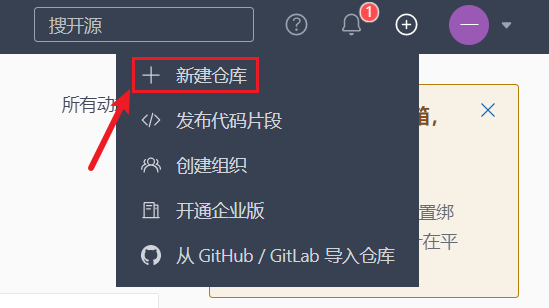 搜开源
1
一
新建仓库
所有动
发布代码片段
箱，
创建组织
开通企业版
置绑
在平
从 GitHub / GitLab 导入仓库